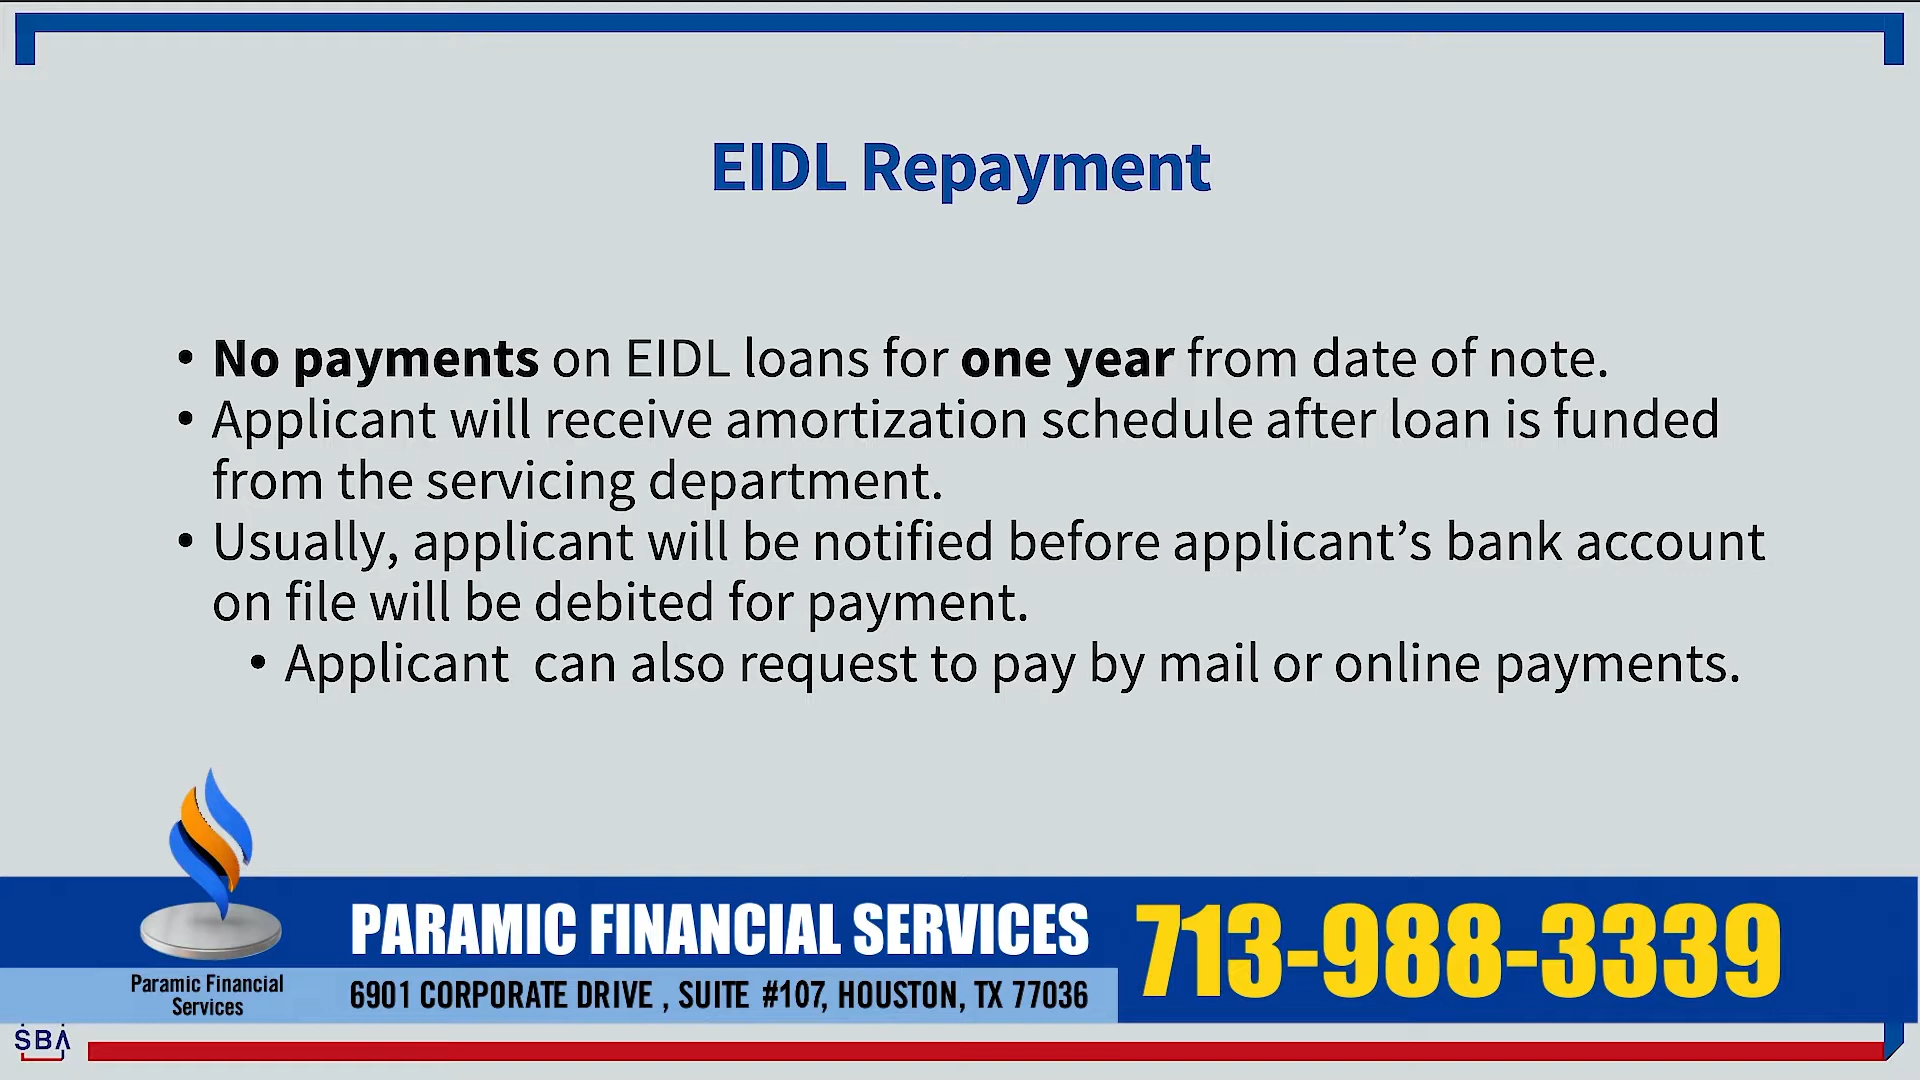 EIDL Repayment
• No payments on EIDL loans for one year from date of note.
• Applicant will receive amortization schedule after loan is funded
from the servicing department.
• Usually, applicant will be notified before applicant’s bank account
on file will be debited for payment.
• Applicant  can also request to pay by mail or online payments.
PARAMIC FINANCIAL SERVICES
713-988-3339
Paramic Financial
Services
6901 CORPORATE DRIVE , SUITE #107, HOUSTON, TX 77036
SBA